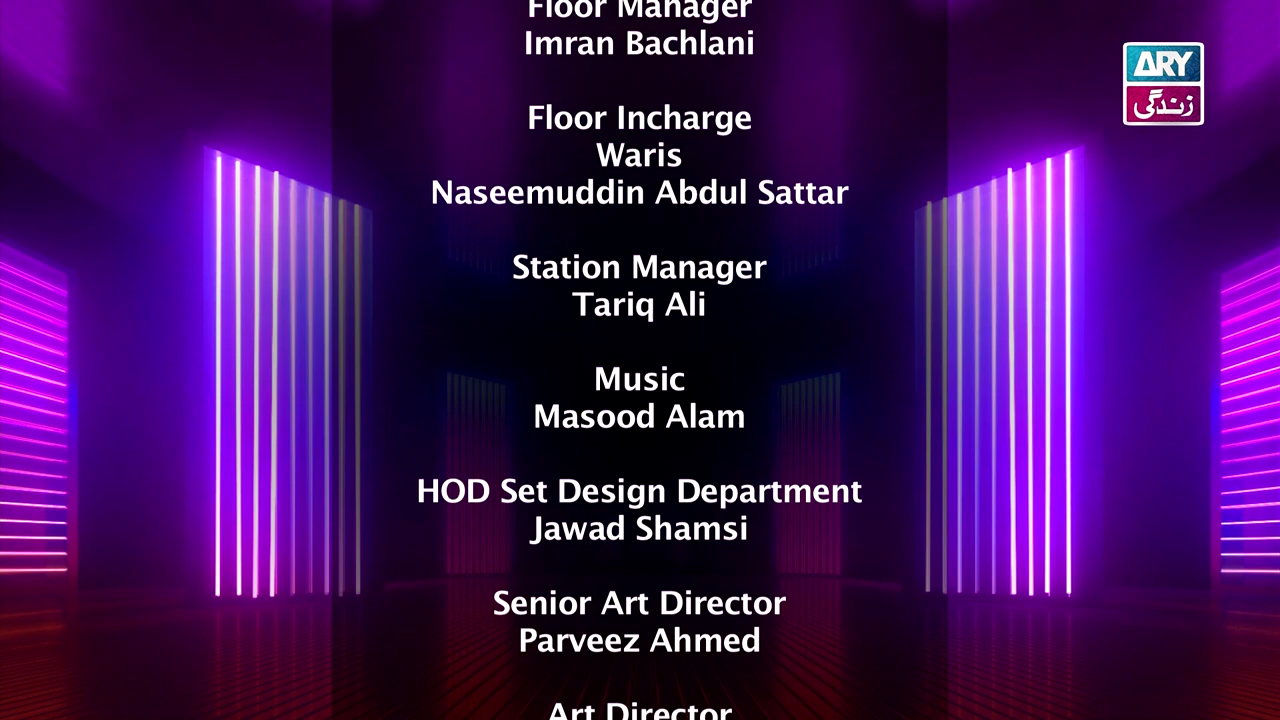 Floor Manager
Imran Bachlani
ARY
زندگی
Floor Incharge
Waris
Naseemuddin Abdul Sattar
Station Manager
Tariq Ali
Music
Masood Alam
HOD Set Design Department
Jawad Shamsi
Senior Art Director
Parveez Ahmed
Art Director